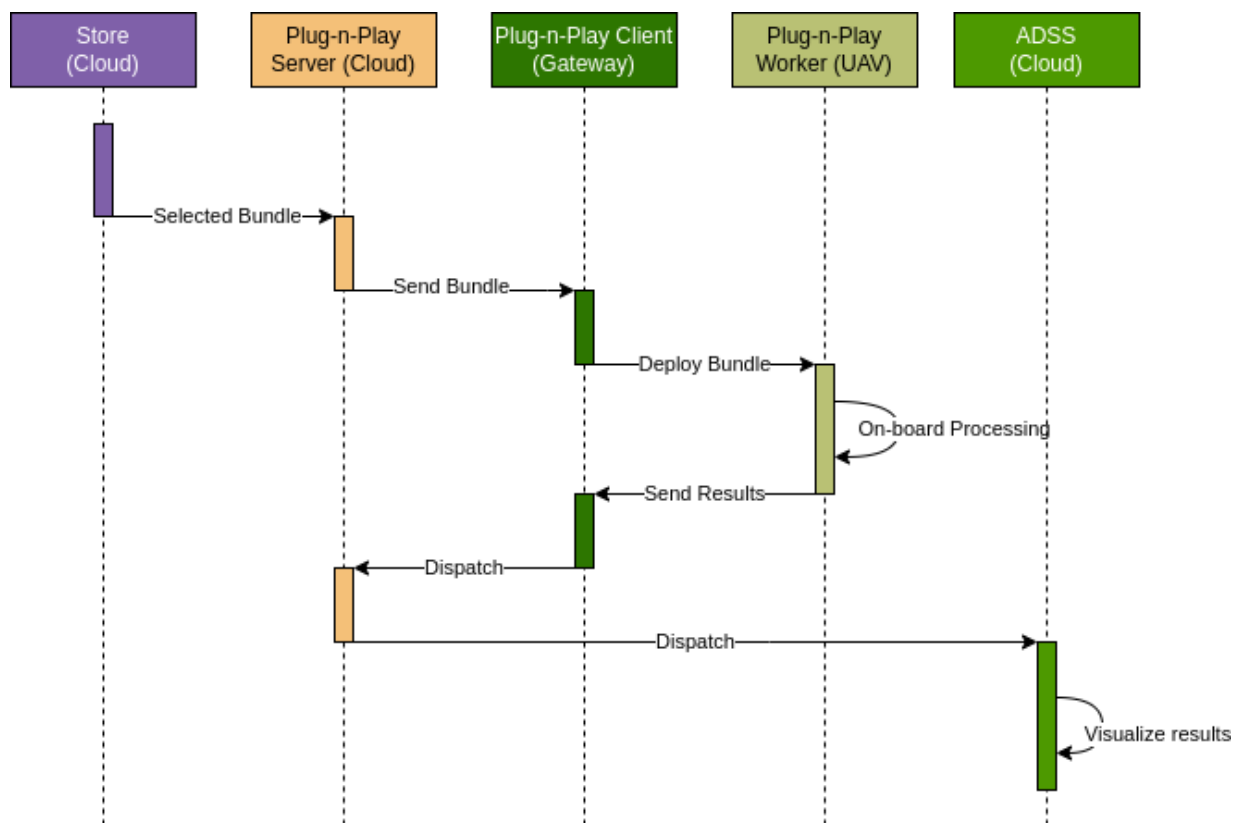 Store
(Cloud)
Plug-n-Play
Server (Cloud)
Plug-n-Play Client
(Gateway)
Plug-n-Play
Worker (UAV)
ADSS
(Cloud)
Selected Bundle
Send Bundle
Deploy Bundle
On-board Processing
Send Results
Dispatch
Dispatch
Visualize results